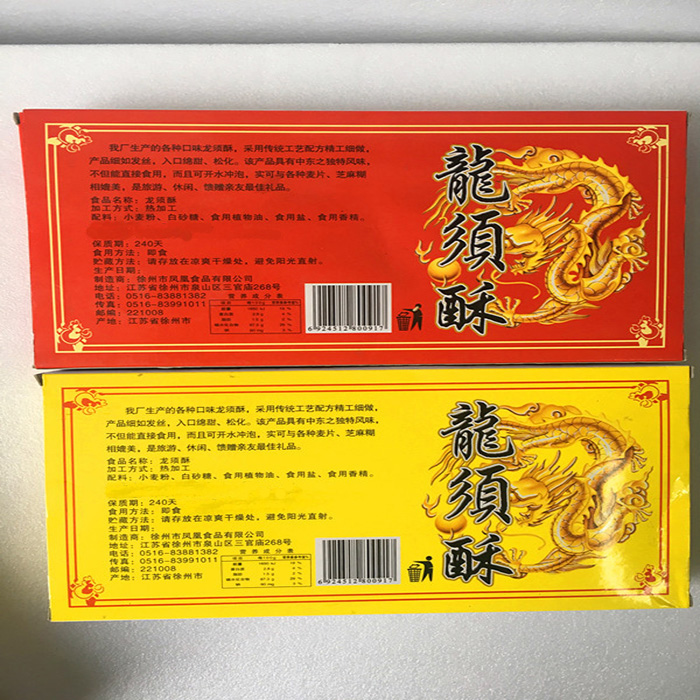 我厂生产的各种口味龙须酥，采用传统工艺配方精工细做，
产品细如发丝，入口绵甜、松化。该产品具有中东之独特风味，
不但能直接食用，而且可开水冲泡，实可与各种麦片、芝麻糊
相媲美，是旅游、休闲、馈赠亲友最佳礼品。
食品名称：龙须酥
加工方式：热加工
配料：小麦粉、白砂糖、食用植物油、食用盐、食用香精。
保质期：240天
食用方法：即食
贮藏方法：请存放在凉爽干燥处，避免阳光直射。
生产日期：
制造商：徐州市凤凰食品有限公司
地址：江苏省徐州市泉山区三官庙268号
电话：0516-83881382
传真：0516-83991011
邮编：221008
产地：江苏省徐州市
营养成分表
6 924512 800917
龍須酥
我厂生产的各种口味龙须酥，采用传统工艺配方精工细做，
产品细如发丝，入口绵甜、松化。该产品具有中东之独特风味，
不但能直接食用，而且可开水冲泡，实可与各种麦片、芝麻糊
相媲美，是旅游、休闲、馈赠亲友最佳礼品。
食品名称：龙须酥
加工方式：热加工
配料：小麦粉、白砂糖、食用植物油、食用盐、食用香精。
保质期：240天
食用方法：即食
贮藏方法：请存放在凉爽干燥处，避免阳光直射。
生产日期：
制造商：徐州市凤凰食品有限公司
地址：江苏省徐州市泉山区三官庙268号
电话：0516-83881382
传真：0516-83991011
邮编：221008
产地：江苏省徐州市
营养成分表
6 924512 800917
龍須酥